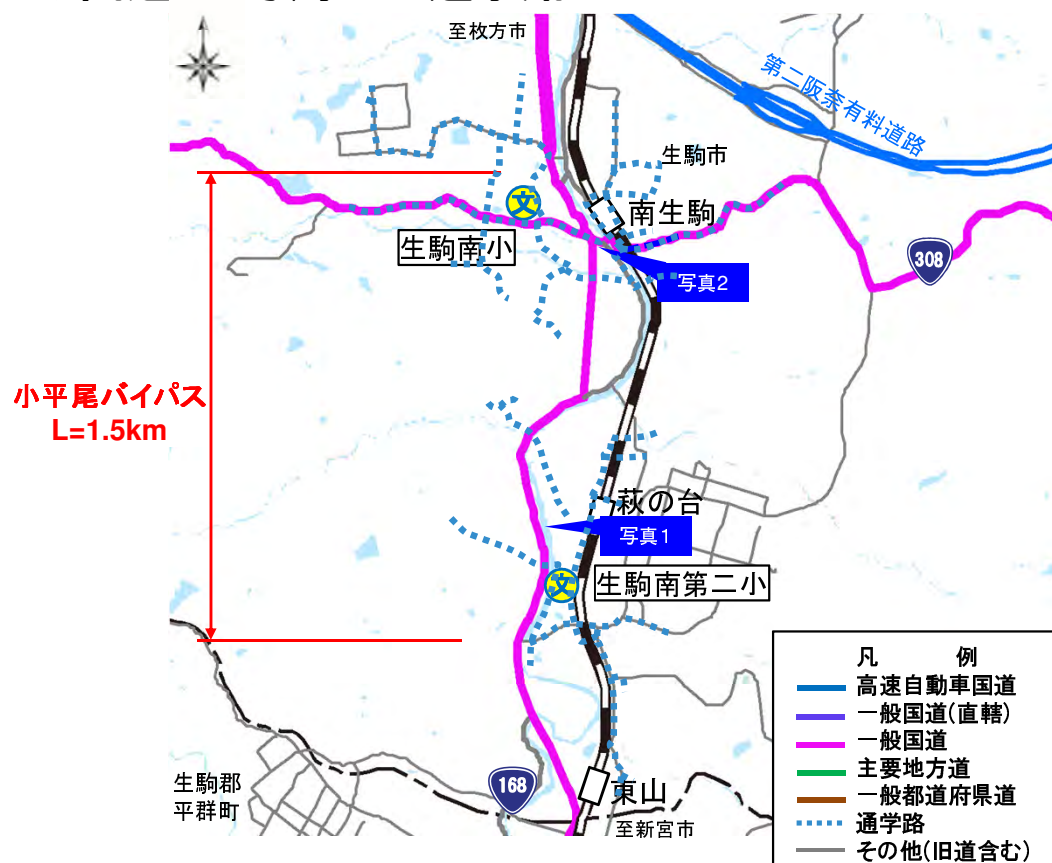 至枚方市
第二阪奈有料道路
生駒市
文
南生駒
生駒南小
308
写真2
小平尾バイパス
L=1.5km
萩の台
写真1
文
生駒南第二小
凡 例
高速自動車国道
一般国道(直轄)
一般国道
主要地方道
一般都道府県道
通学路
その他(旧道含む)
生駒郡
平群町
168
東山
至新宮市